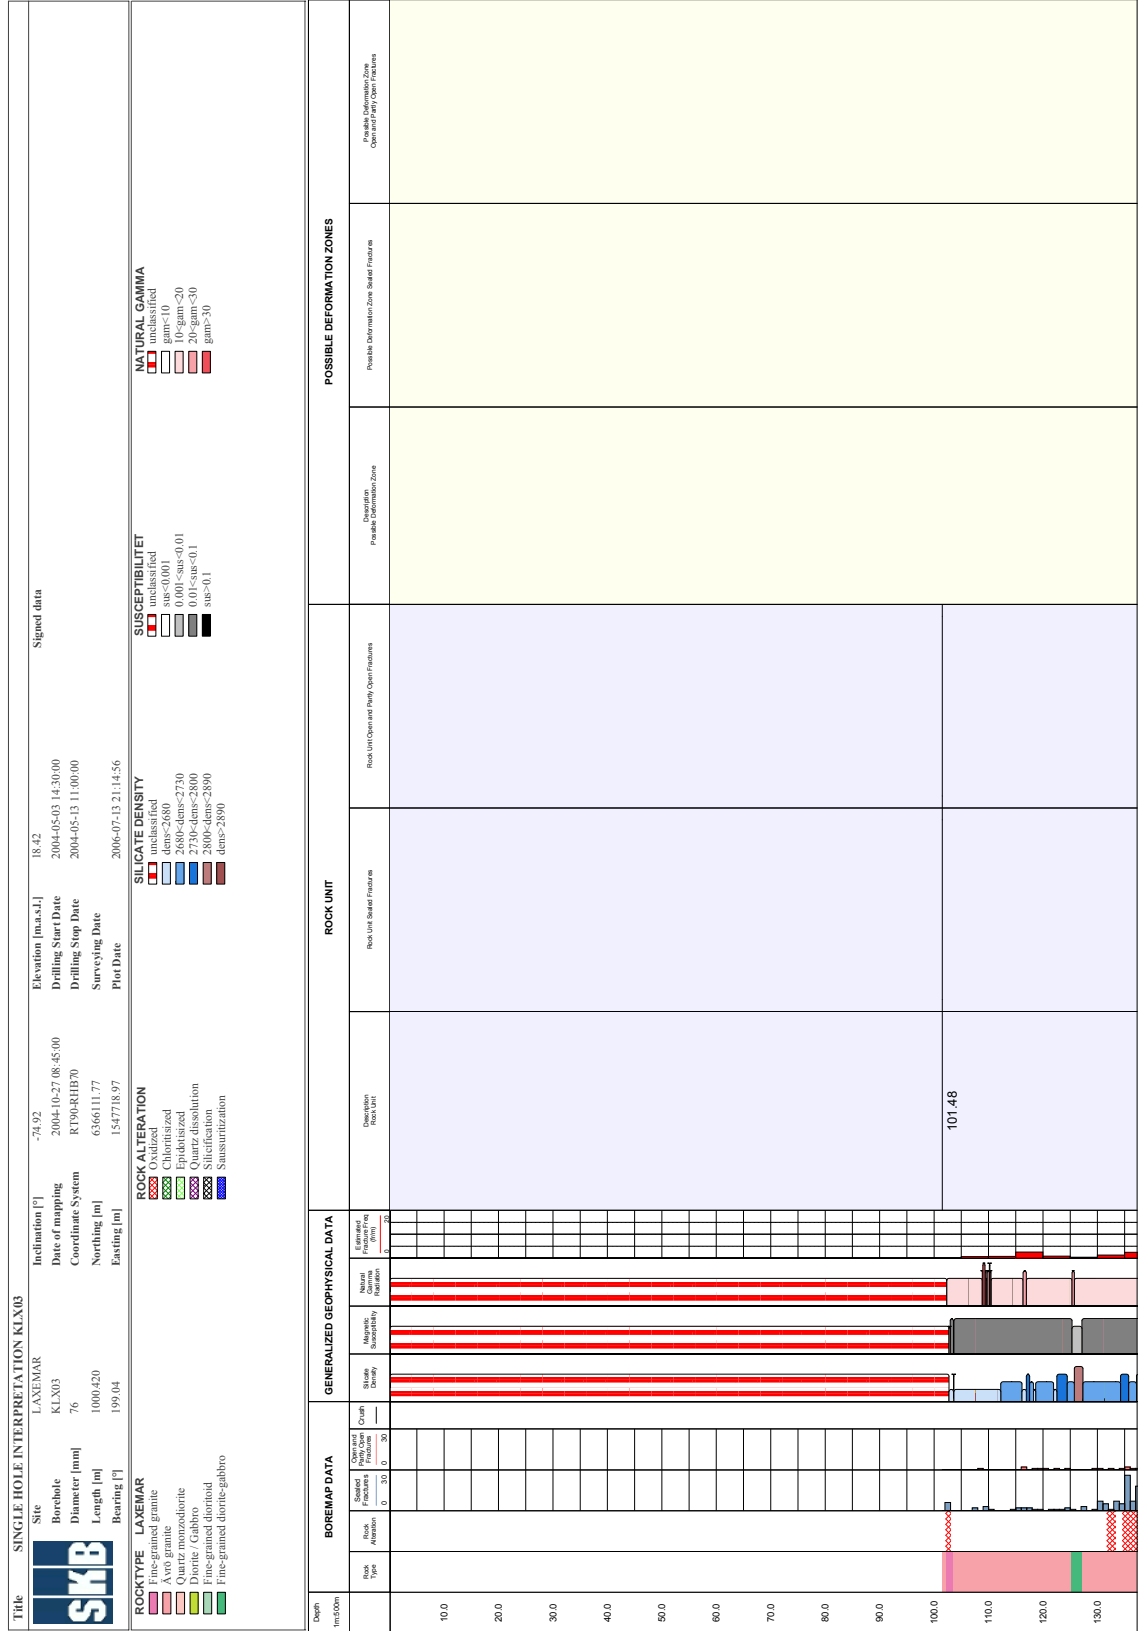 Title SINGLE HOLE INTERPRETATION KLX03
SKB
Site LAXEMAR Inclination [°] -74.92 Elevation [m.a.s.l.] 18.42 Signed data
Borehole KLX03 Date of mapping 2004-10-27 08:45:00 Drilling Start Date 2004-05-03 14:30:00
Diameter [mm] 76 Coordinate System RT90-RHB70 Drilling Stop Date 2004-05-13 11:00:00
Length [m] 1000.420 Northing [m] 6366111.77 Surveying Date
Bearing [°] 199.04 Easting [m] 1547718.97 Plot Date 2006-07-13 21:14:56
ROCKTYPE LAXEMAR
Fine-grained granite
Ävrö granite
Quartz monzodiorite
Diorite / Gabbro
Fine-grained dioritoid
Fine-grained diorite-gabbro
ROCK ALTERATION
Oxidized
Chloritisized
Epidotisized
Quartz dissolution
Silicification
Saussuritization
SILICATE DENSITY
unclassified
dens<2680
2680<dens<2730
2730<dens<2800
2800<dens<2890
dens>2890
SUSCEPTIBILITET
unclassified
sus<0.001
0.001<sus<0.01
0.01<sus<0.1
sus>0.1
NATURAL GAMMA
unclassified
gam<10
10<gam<20
20<gam<30
gam>30
Depth
1m:500m
BOREMAP DATA
GENERALIZED GEOPHYSICAL DATA
ROCK UNIT
POSSIBLE DEFORMATION ZONES
Rock
Type
Rock
Alteration
Sealed
Fractures
0 30
Open and
Partly Open
Fractures
0 30
Crush
Silicate
Density
Magnetic
Susceptibility
Natural
Gamma
Radiation
Estimated
Fracture Freq
(fr/m)
0 20
Description
Rock Unit
Rock Unit Sealed Fractures
Rock Unit Open and Partly Open Fractures
Description
Possible Deformation Zone
Possible Deformation Zone Sealed Fractures
Possible Deformation Zone
Open and Partly Open Fractures
10.0
20.0
30.0
40.0
50.0
60.0
70.0
80.0
90.0
100.0
101.48
110.0
120.0
130.0